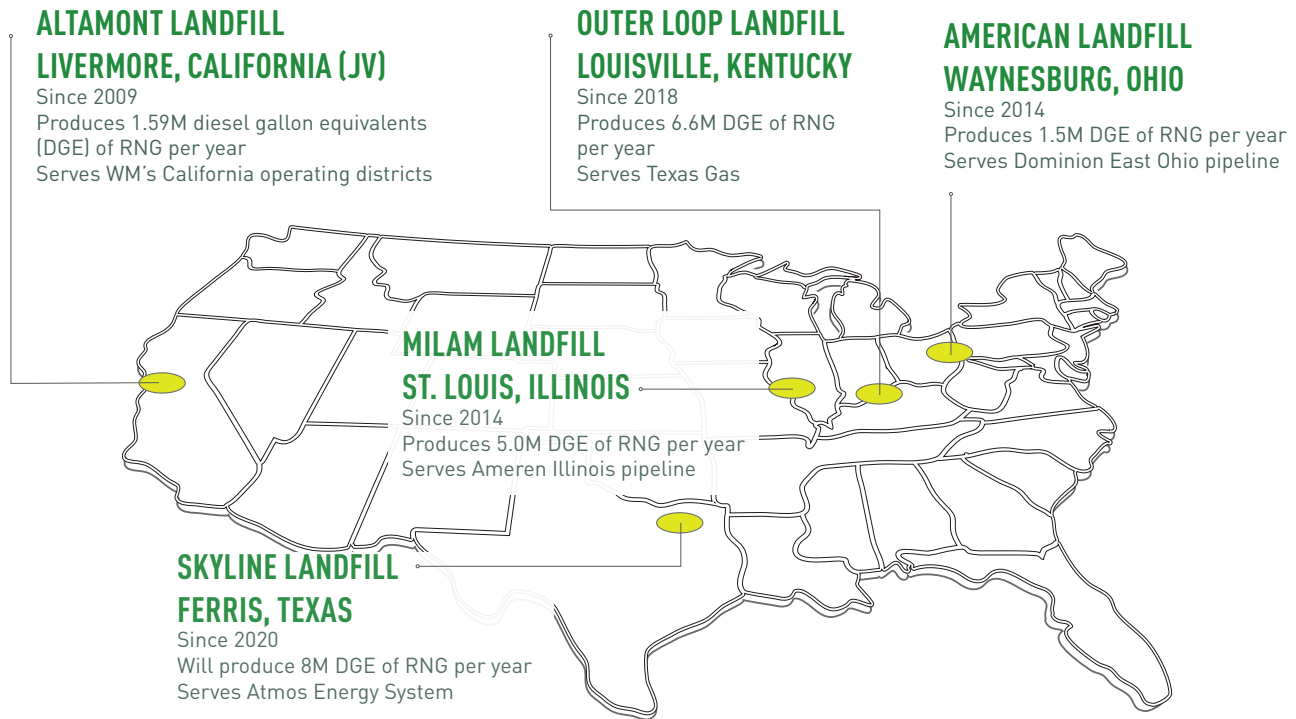 ALTAMONT LANDFILL
LIVERMORE, CALIFORNIA (JV)
Since 2009
Produces 1.59M diesel gallon equivalents
(DGE) of RNG per year
Serves WM's California operating districts
OUTER LOOP LANDFILL
LOUISVILLE, KENTUCKY
Since 2018
Produces 6.6M DGE of RNG
per year
Serves Texas Gas
AMERICAN LANDFILL
WAYNESBURG, OHIO
Since 2014
Produces 1.5M DGE of RNG per year
Serves Dominion East Ohio pipeline
MILAM LANDFILL
ST. LOUIS, ILLINOIS
Since 2014
Produces 5.0M DGE of RNG per year
Serves Ameren Illinois pipeline
SKYLINE LANDFILL
FERRIS, TEXAS
Since 2020
Will produce 8M DGE of RNG per year
Serves Atmos Energy System